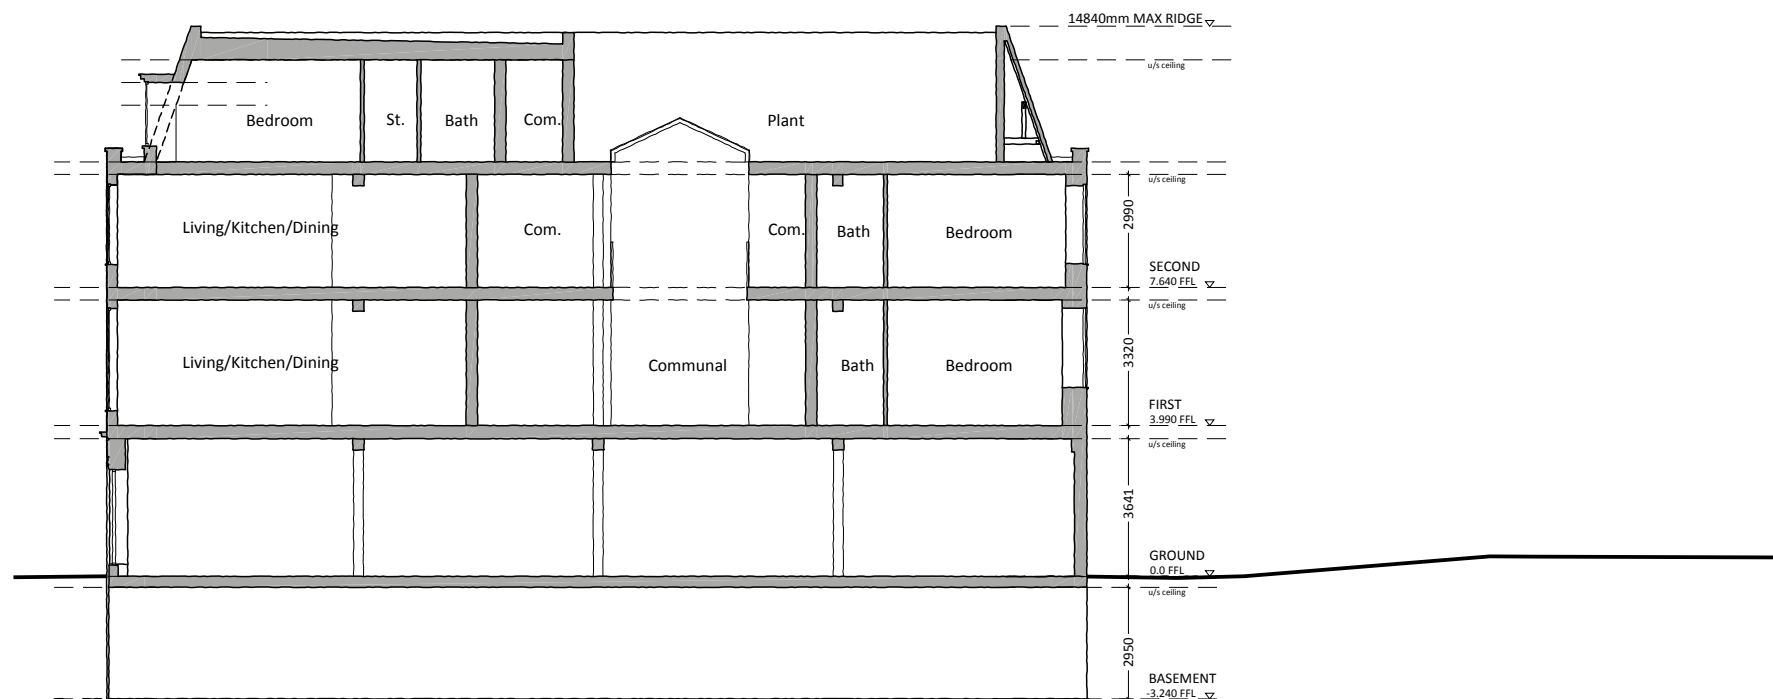 14840mm MAX RIDGE
u/s ceiling
Bedroom
St.
Bath
Com.
Plant
u/s ceiling
2990
Living/Kitchen/Dining
Com.
Com.
Bath
Bedroom
SECOND
7.640 FFL
u/s ceiling
3320
Living/Kitchen/Dining
Communal
Bath
Bedroom
FIRST
3.990 FFL
u/s ceiling
3641
GROUND
0.0 FFL
u/s ceiling
2950
BASEMENT
-3.240 FFL